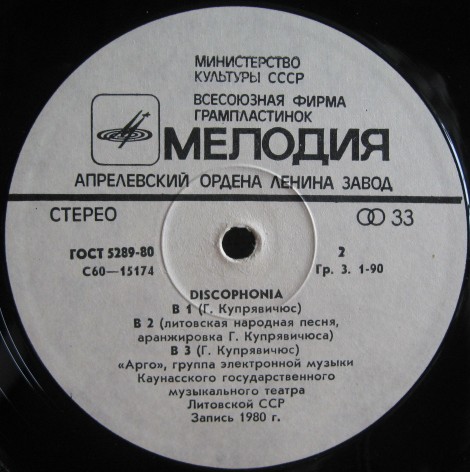 МИНИСТЕРСТВО
КУЛЬТУРЫ СССР
ВСЕСОЮЗНАЯ ФИРМА
ГРАМПЛАСТИНОК
МЕЛОДИЯ
АПРЕЛЕВСКИЙ ОРДЕНА ЛЕНИНА ЗАВОД
СТЕРЕО 33
ГОСТ 5289-80 2
С60—15174 Гр. 3. 1-90
DISCOPHONIA
В 1 (Г. Купрявичюс)
В 2 (литовская народная песня,
аранжировка Г. Купрявичюса)
В 3 (Г. Купрявичюс)
«Арго», группа электронной музыки
Каунасского государственного
музыкального театра
Литовской ССР
Запись 1980 г.